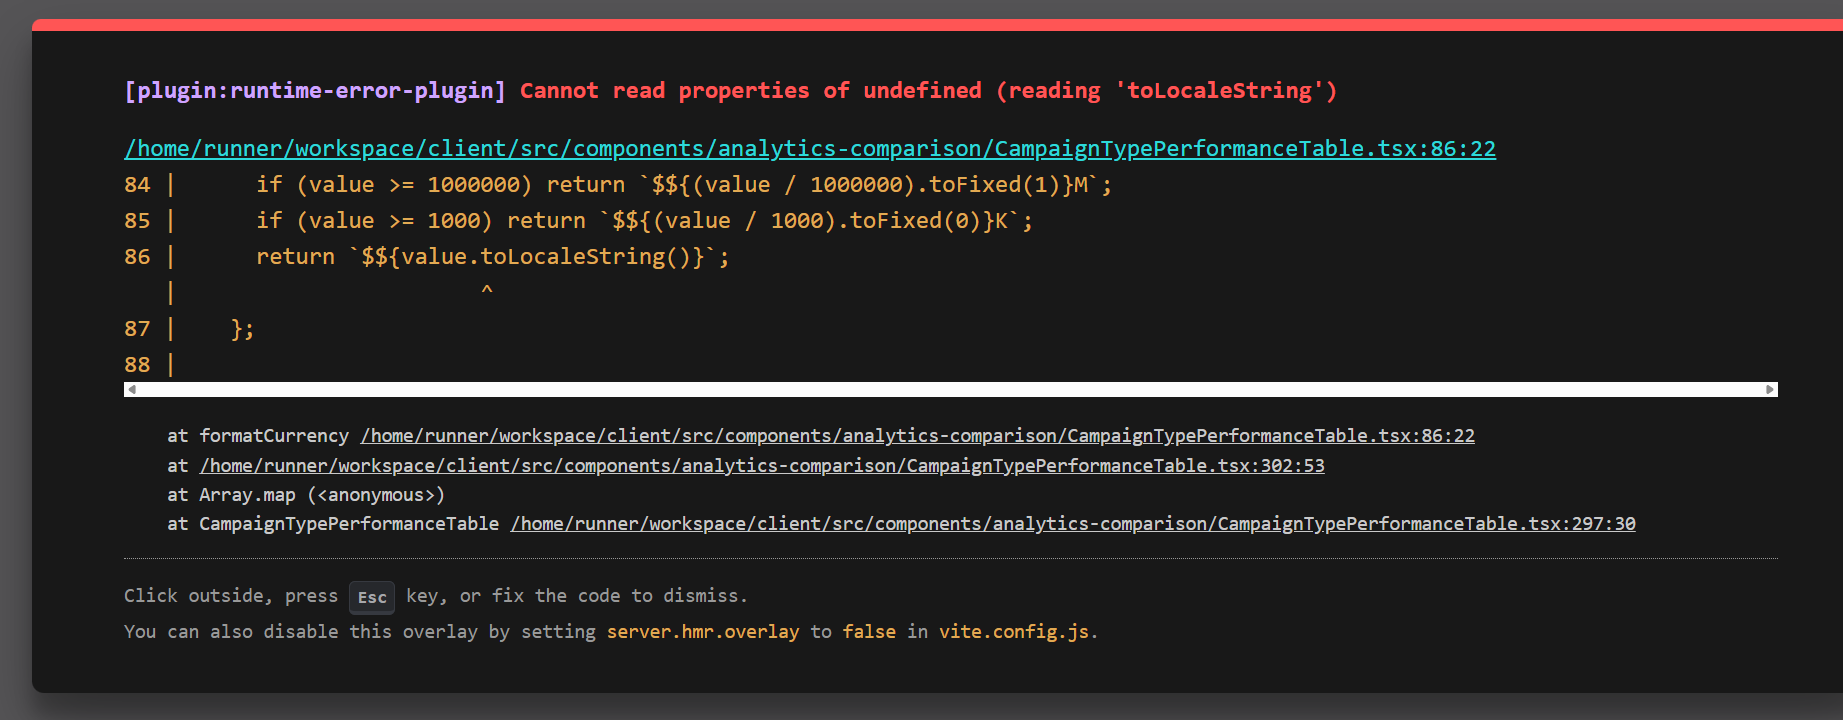 [plugin:runtime-error-plugin] Cannot read properties of undefined (reading 'toLocaleString')
/home/runner/workspace/client/src/components/analytics-comparison/CampaignTypePerformanceTable.tsx:86:22
84 |      if (value >= 1000000) return `$${(value / 1000000).toFixed(1)}M`;
85 |      if (value >= 1000) return `$${(value / 1000).toFixed(0)}K`;
86 |      return `$${value.toLocaleString()}`;
   |                       ^
87 |    };
88 |
at formatCurrency /home/runner/workspace/client/src/components/analytics-comparison/CampaignTypePerformanceTable.tsx:86:22
at /home/runner/workspace/client/src/components/analytics-comparison/CampaignTypePerformanceTable.tsx:302:53
at Array.map (<anonymous>)
at CampaignTypePerformanceTable /home/runner/workspace/client/src/components/analytics-comparison/CampaignTypePerformanceTable.tsx:297:30
Click outside, press Esc key, or fix the code to dismiss.
You can also disable this overlay by setting server.hmr.overlay to false in vite.config.js.